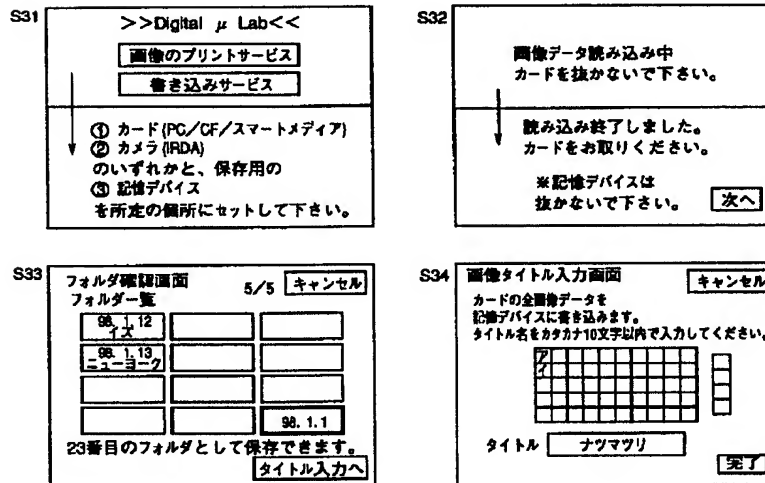 S31
>>Digital μ Lab<<
画像のプリントサービス
書き込みサービス
① カード(PC/CF/スマートメディア)
② カメラ(IRDA)
のいずれかと、保存用の
③ 記憶デバイス
を所定の個所にセットして下さい。
S32
画像データ読み込み中
カードを抜かないで下さい。
読み込み終了しました。
カードをお取りください。
※記憶デバイスは
抜かないで下さい。
次へ
S33
フォルダ確認画面
5/5
キャンセル
フォルダ一覧
98. 1.12
イズ
98. 1.13
ニューヨーク
98. 1.1
23番目のフォルダとして保存できます。
タイトル入力へ
S34
画像タイトル入力画面
キャンセル
カードの全画像データを
記憶デバイスに書き込みます。
タイトル名をカタカナ10文字以内で入力してください。
ア
イ
タイトル
ナツマツリ
完了